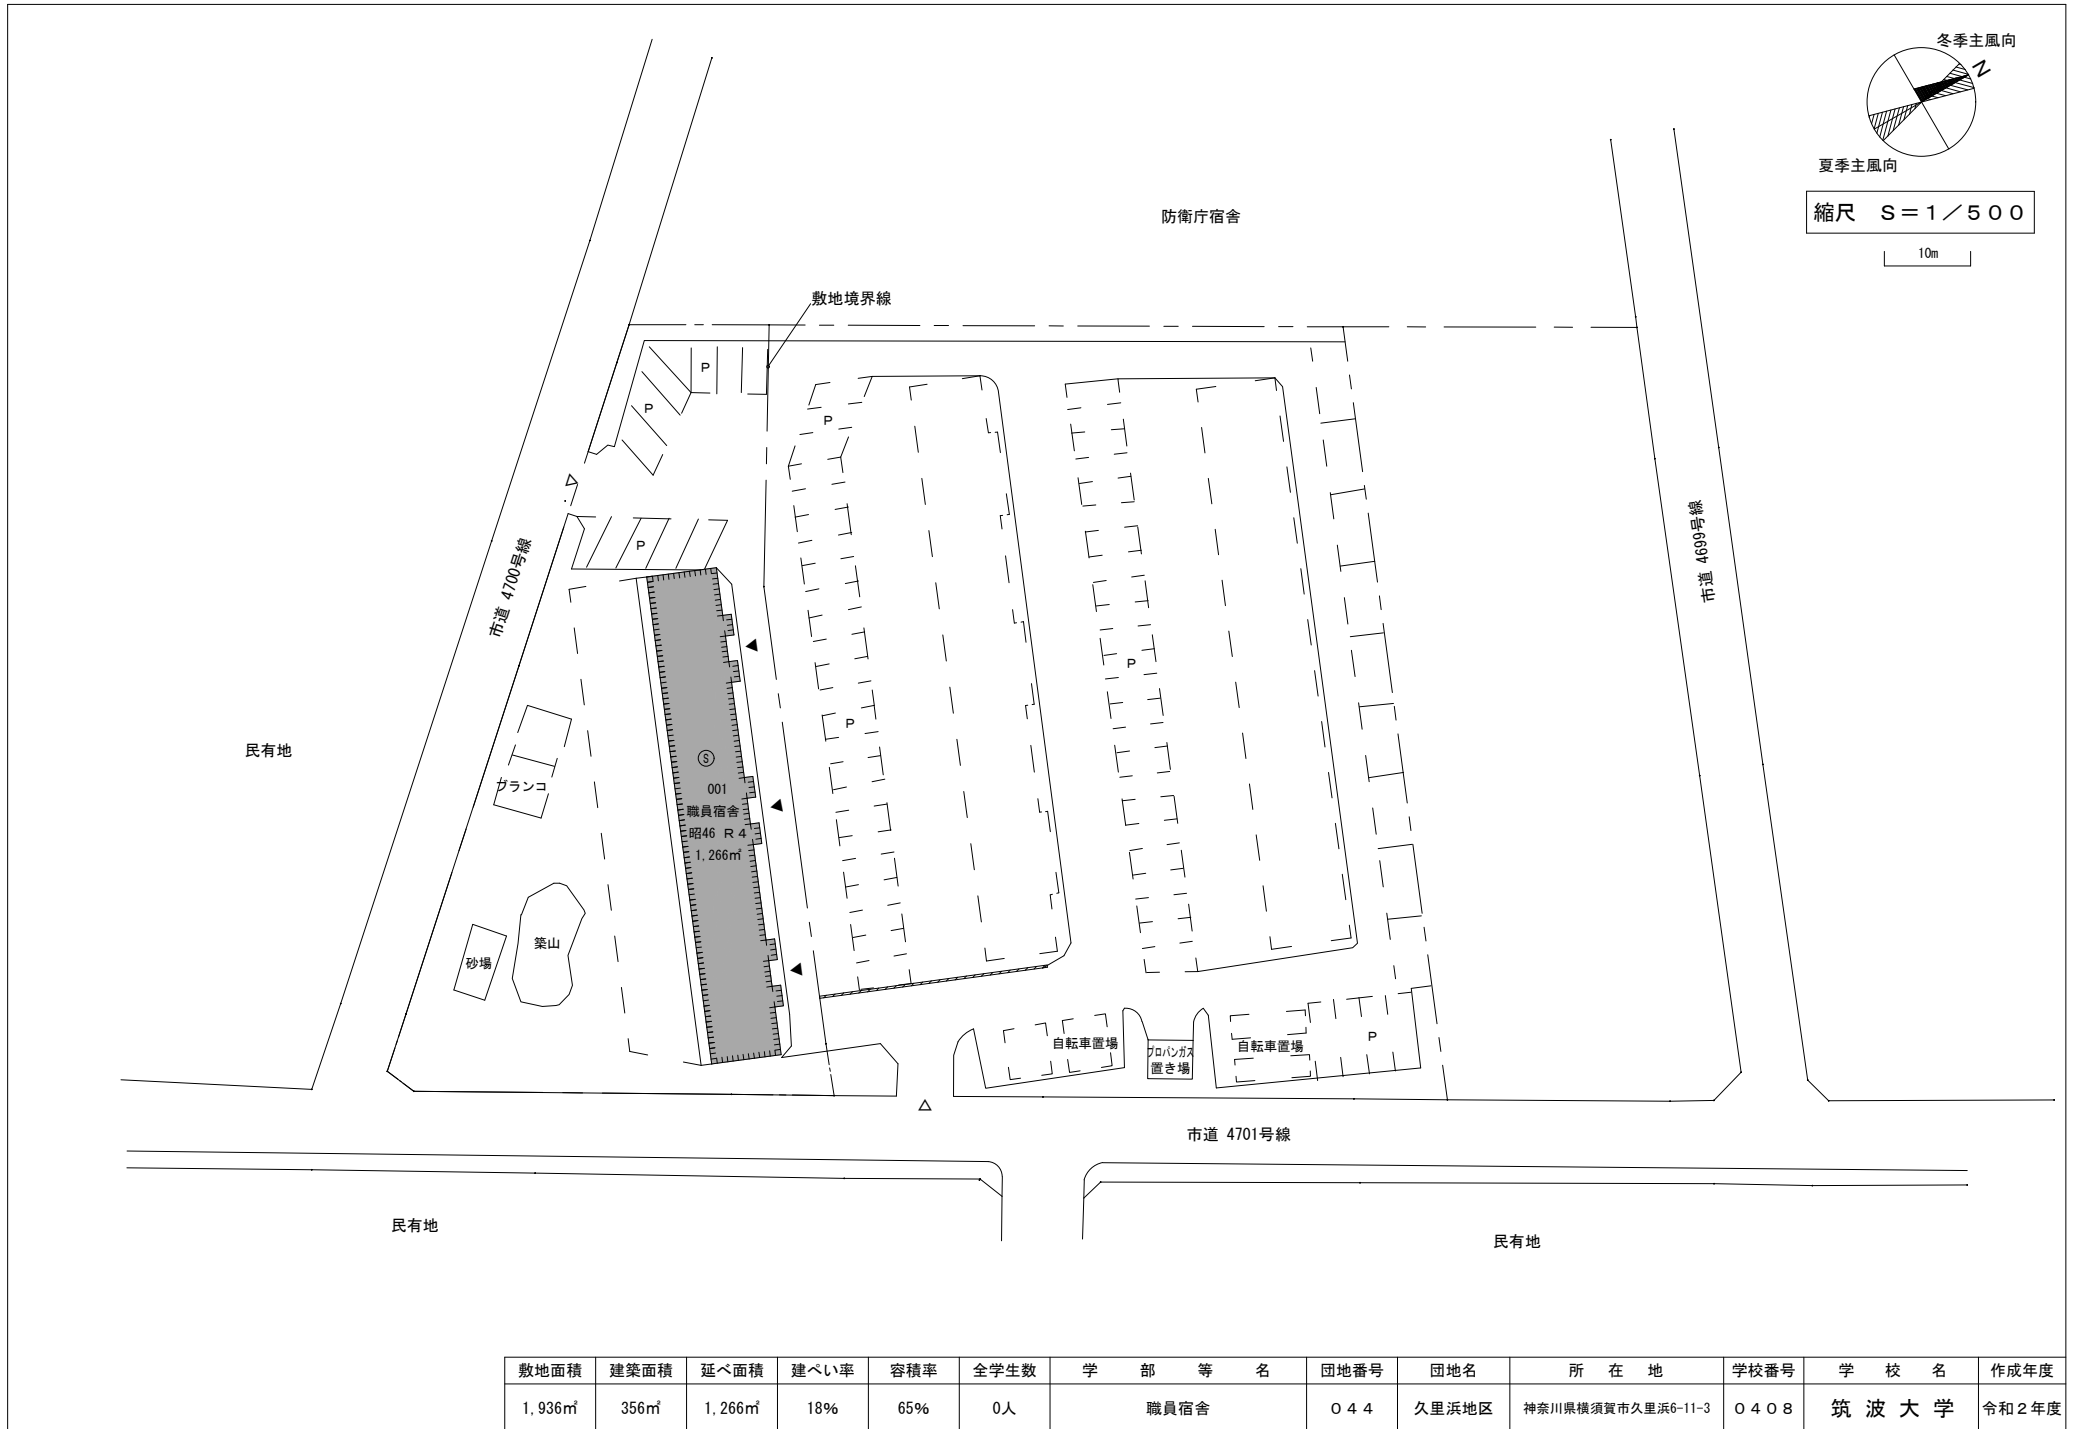 冬季主風向
N
夏季主風向
縮尺 S=1/500
10m
防衛庁宿舎
敷地境界線
P
P
P
P
市道 4700号線
市道 4699号線
P
P
民有地
ブランコ
Ⓢ
001
職員宿舎
昭46 R4
1,266㎡
築山
砂場
自転車置場
プロパンガス
置き場
自転車置場
P
市道 4701号線
民有地
民有地
敷地面積 建築面積 延べ面積 建ぺい率 容積率 全学生数 学部等名 団地番号 団地名 所在地 学校番号 学校名 作成年度
1,936㎡ 356㎡ 1,266㎡ 18% 65% 0人 職員宿舎 044 久里浜地区 神奈川県横須賀市久里浜6-11-3 0408 筑波大学 令和2年度